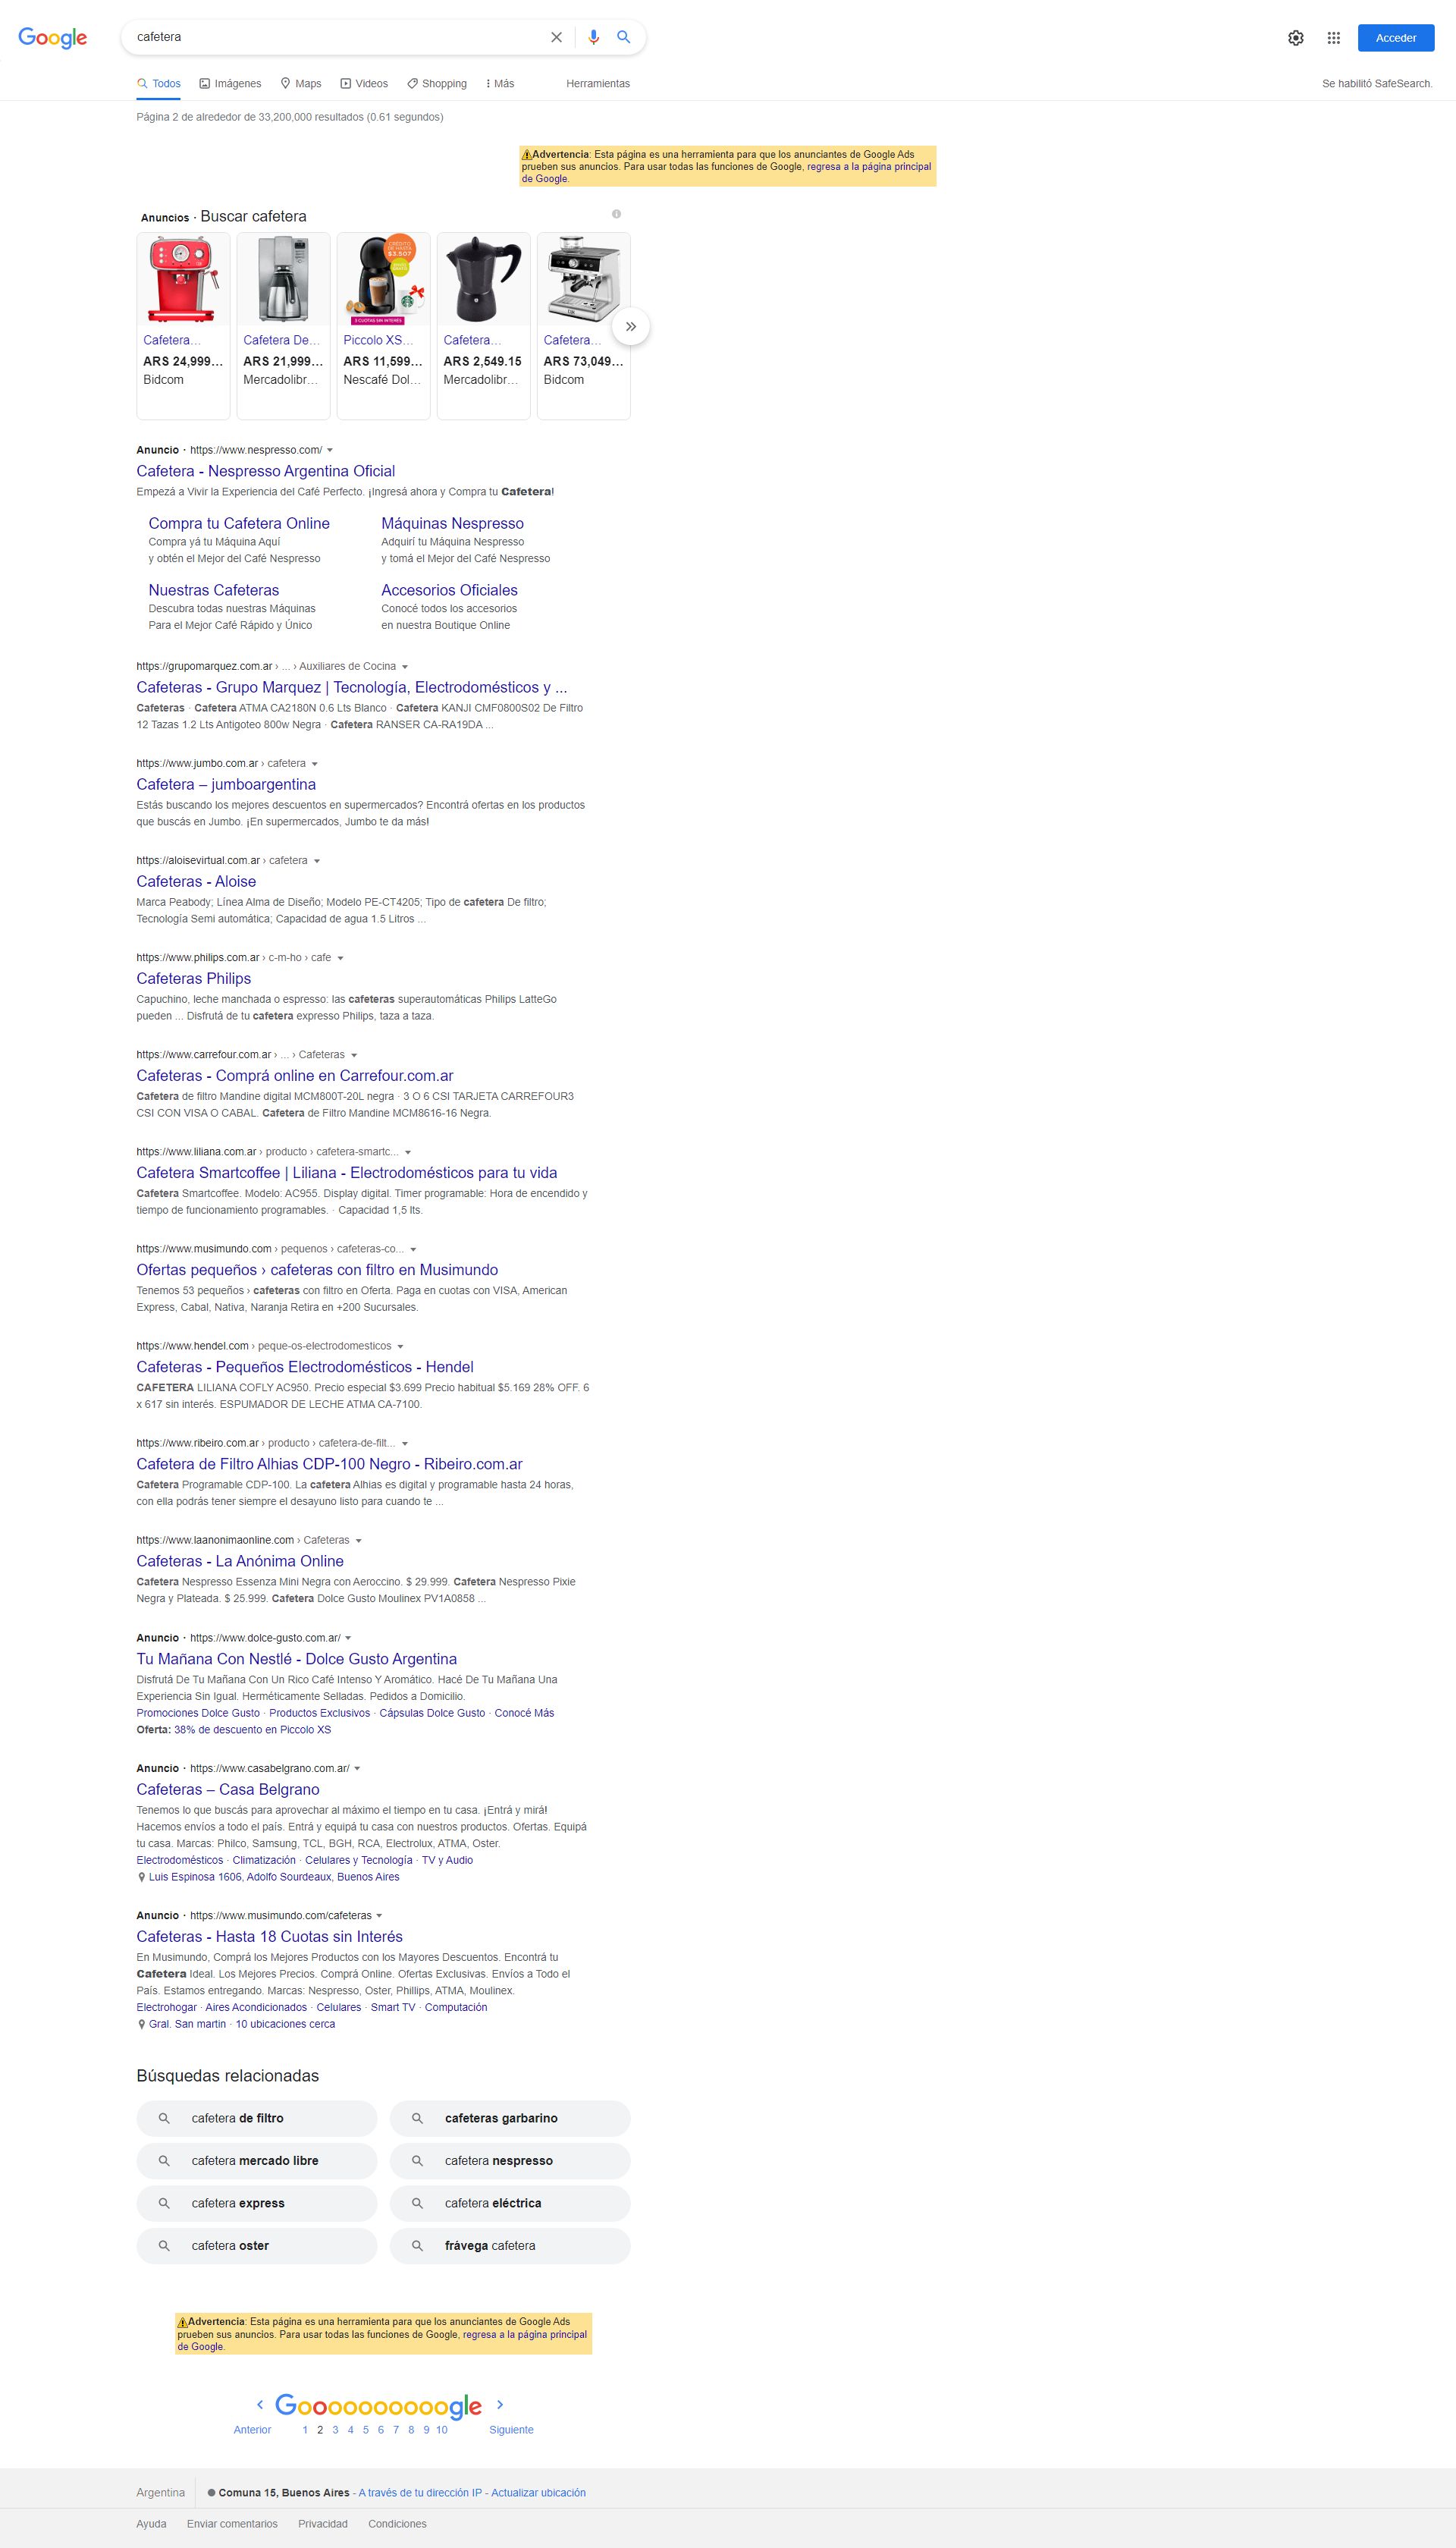 Google
cafetera
Acceder
Todos
Imágenes
Maps
Videos
Shopping
Más
Herramientas
Se habilitó SafeSearch.
Página 2 de alrededor de 33,200,000 resultados (0.61 segundos)
Advertencia: Esta página es una herramienta para que los anunciantes de Google Ads
prueben sus anuncios. Para usar todas las funciones de Google, regresa a la página principal
de Google.
Anuncios · Buscar cafetera
CRÉDITO
DE HASTA
$3.507
3 CUOTAS SIN INTERÉS
Cafetera...
ARS 24,999...
Bidcom
Cafetera De...
ARS 21,999...
Mercadolibr...
Piccolo XS...
ARS 11,599...
Nescafé Dol...
Cafetera...
ARS 2,549.15
Mercadolibr...
Cafetera...
ARS 73,049...
Bidcom
Anuncio · https://www.nespresso.com/
Cafetera - Nespresso Argentina Oficial
Empezá a Vivir la Experiencia del Café Perfecto. ¡Ingresá ahora y Compra tu Cafetera!
Compra tu Cafetera Online
Compra yá tu Máquina Aquí
y obtén el Mejor del Café Nespresso
Máquinas Nespresso
Adquirí tu Máquina Nespresso
y tomá el Mejor del Café Nespresso
Nuestras Cafeteras
Descubra todas nuestras Máquinas
Para el Mejor Café Rápido y Único
Accesorios Oficiales
Conocé todos los accesorios
en nuestra Boutique Online
https://grupomarquez.com.ar › ... › Auxiliares de Cocina
Cafeteras - Grupo Marquez | Tecnología, Electrodomésticos y ...
Cafeteras · Cafetera ATMA CA2180N 0.6 Lts Blanco · Cafetera KANJI CMF0800S02 De Filtro
12 Tazas 1.2 Lts Antigoteo 800w Negra · Cafetera RANSER CA-RA19DA ...
https://www.jumbo.com.ar › cafetera
Cafetera – jumboargentina
Estás buscando los mejores descuentos en supermercados? Encontrá ofertas en los productos
que buscás en Jumbo. ¡En supermercados, Jumbo te da más!
https://aloisevirtual.com.ar › cafetera
Cafeteras - Aloise
Marca Peabody; Línea Alma de Diseño; Modelo PE-CT4205; Tipo de cafetera De filtro;
Tecnología Semi automática; Capacidad de agua 1.5 Litros ...
https://www.philips.com.ar › c-m-ho › cafe
Cafeteras Philips
Capuchino, leche manchada o espresso: las cafeteras superautomáticas Philips LatteGo
pueden ... Disfrutá de tu cafetera expresso Philips, taza a taza.
https://www.carrefour.com.ar › ... › Cafeteras
Cafeteras - Comprá online en Carrefour.com.ar
Cafetera de filtro Mandine digital MCM800T-20L negra · 3 O 6 CSI TARJETA CARREFOUR3
CSI CON VISA O CABAL. Cafetera de Filtro Mandine MCM8616-16 Negra.
https://www.liliana.com.ar › producto › cafetera-smartc...
Cafetera Smartcoffee | Liliana - Electrodomésticos para tu vida
Cafetera Smartcoffee. Modelo: AC955. Display digital. Timer programable: Hora de encendido y
tiempo de funcionamiento programables. · Capacidad 1,5 lts.
https://www.musimundo.com › pequenos › cafeteras-co...
Ofertas pequeños › cafeteras con filtro en Musimundo
Tenemos 53 pequeños › cafeteras con filtro en Oferta. Paga en cuotas con VISA, American
Express, Cabal, Nativa, Naranja Retira en +200 Sucursales.
https://www.hendel.com › peque-os-electrodomesticos
Cafeteras - Pequeños Electrodomésticos - Hendel
CAFETERA LILIANA COFLY AC950. Precio especial $3.699 Precio habitual $5.169 28% OFF. 6
x 617 sin interés. ESPUMADOR DE LECHE ATMA CA-7100.
https://www.ribeiro.com.ar › producto › cafetera-de-filt...
Cafetera de Filtro Alhias CDP-100 Negro - Ribeiro.com.ar
Cafetera Programable CDP-100. La cafetera Alhias es digital y programable hasta 24 horas,
con ella podrás tener siempre el desayuno listo para cuando te ...
https://www.laanonimaonline.com › Cafeteras
Cafeteras - La Anónima Online
Cafetera Nespresso Essenza Mini Negra con Aeroccino. $ 29.999. Cafetera Nespresso Pixie
Negra y Plateada. $ 25.999. Cafetera Dolce Gusto Moulinex PV1A0858 ...
Anuncio · https://www.dolce-gusto.com.ar/
Tu Mañana Con Nestlé - Dolce Gusto Argentina
Disfrutá De Tu Mañana Con Un Rico Café Intenso Y Aromático. Hacé De Tu Mañana Una
Experiencia Sin Igual. Herméticamente Selladas. Pedidos a Domicilio.
Promociones Dolce Gusto · Productos Exclusivos · Cápsulas Dolce Gusto · Conocé Más
Oferta: 38% de descuento en Piccolo XS
Anuncio · https://www.casabelgrano.com.ar/
Cafeteras – Casa Belgrano
Tenemos lo que buscás para aprovechar al máximo el tiempo en tu casa. ¡Entrá y mirá!
Hacemos envíos a todo el país. Entrá y equipá tu casa con nuestros productos. Ofertas. Equipá
tu casa. Marcas: Philco, Samsung, TCL, BGH, RCA, Electrolux, ATMA, Oster.
Electrodomésticos · Climatización · Celulares y Tecnología · TV y Audio
Luis Espinosa 1606, Adolfo Sourdeaux, Buenos Aires
Anuncio · https://www.musimundo.com/cafeteras
Cafeteras - Hasta 18 Cuotas sin Interés
En Musimundo, Comprá los Mejores Productos con los Mayores Descuentos. Encontrá tu
Cafetera Ideal. Los Mejores Precios. Comprá Online. Ofertas Exclusivas. Envíos a Todo el
País. Estamos entregando. Marcas: Nespresso, Oster, Phillips, ATMA, Moulinex.
Electrohogar · Aires Acondicionados · Celulares · Smart TV · Computación
Gral. San martin · 10 ubicaciones cerca
Búsquedas relacionadas
cafetera de filtro
cafeteras garbarino
cafetera mercado libre
cafetera nespresso
cafetera express
cafetera eléctrica
cafetera oster
frávega cafetera
Advertencia: Esta página es una herramienta para que los anunciantes de Google Ads
prueben sus anuncios. Para usar todas las funciones de Google, regresa a la página principal
de Google.
Goooooooooogle
Anterior 1 2 3 4 5 6 7 8 9 10 Siguiente
Argentina
Comuna 15, Buenos Aires - A través de tu dirección IP - Actualizar ubicación
Ayuda Enviar comentarios Privacidad Condiciones